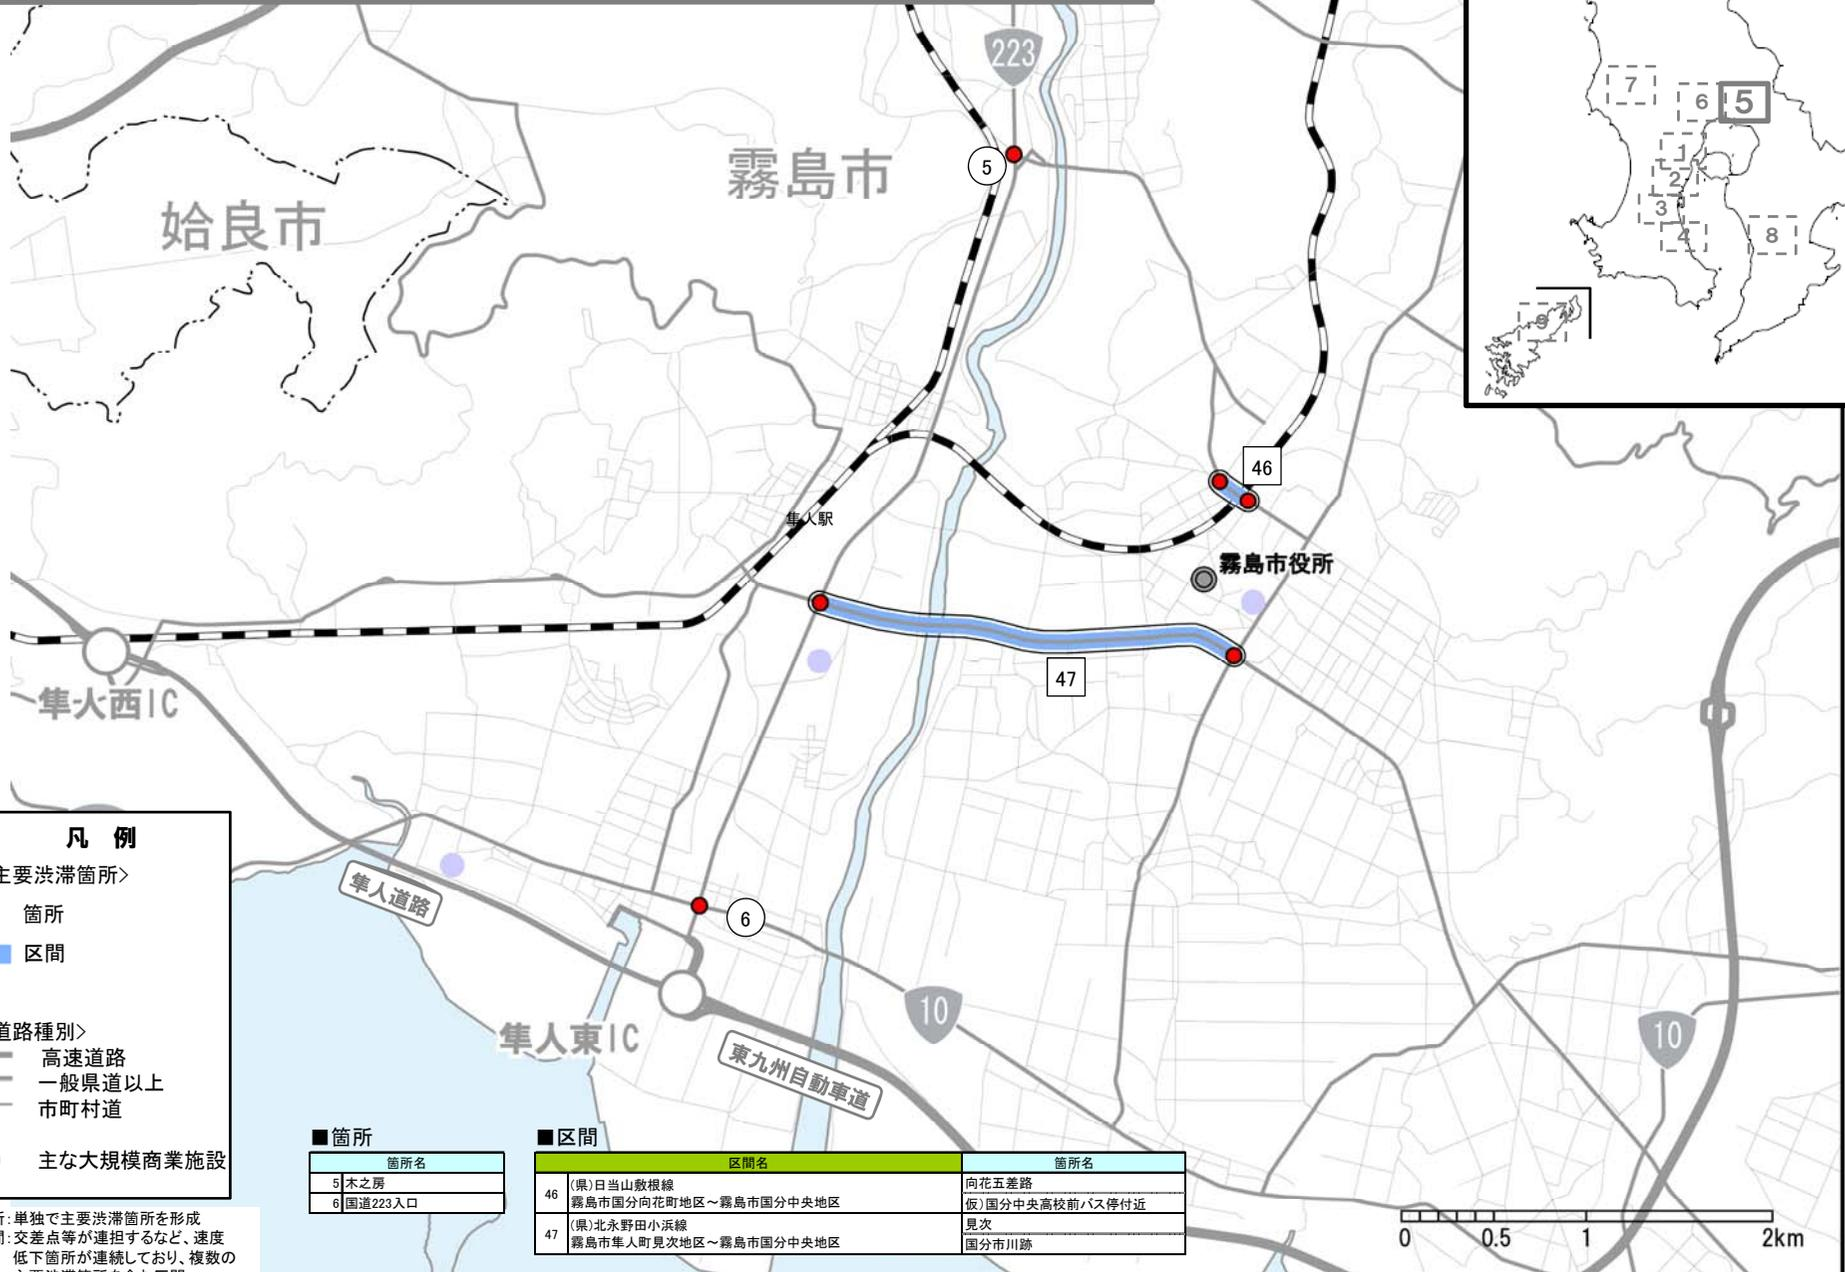 223
7
6
5
1
2
3
4
8
9
霧島市
姶良市
5
46
隼人駅
霧島市役所
47
隼人西IC
凡 例
主要渋滞箇所>
箇所
区間
道路種別>
高速道路
一般県道以上
市町村道
主な大規模商業施設
所:単独で主要渋滞箇所を形成
間:交差点等が連担するなど、速度
低下箇所が連続しており、複数の
隼人道路
6
10
隼人東IC
東九州自動車道
10
■箇所
箇所名
5 木之房
6 国道223入口
■区間
区間名 箇所名
46 (県)日当山敷根線
霧島市国分向花町地区~霧島市国分中央地区
向花五差路
仮)国分中央高校前バス停付近
47 (県)北永野田小浜線
霧島市隼人町見次地区~霧島市国分中央地区
見次
国分市川跡
0 0.5 1 2km